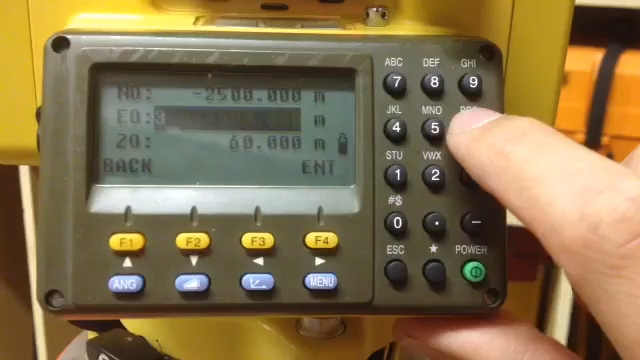 N0: -2500.000 m
E0: 3 m
Z0: 60.000 m
BACK ENT
ABC DEF GHI
7 8 9
JKL MNO
4 5
STU VWX
1 2
#$
0 . -
ESC ★ POWER
F1 F2 F3 F4
ANG MENU